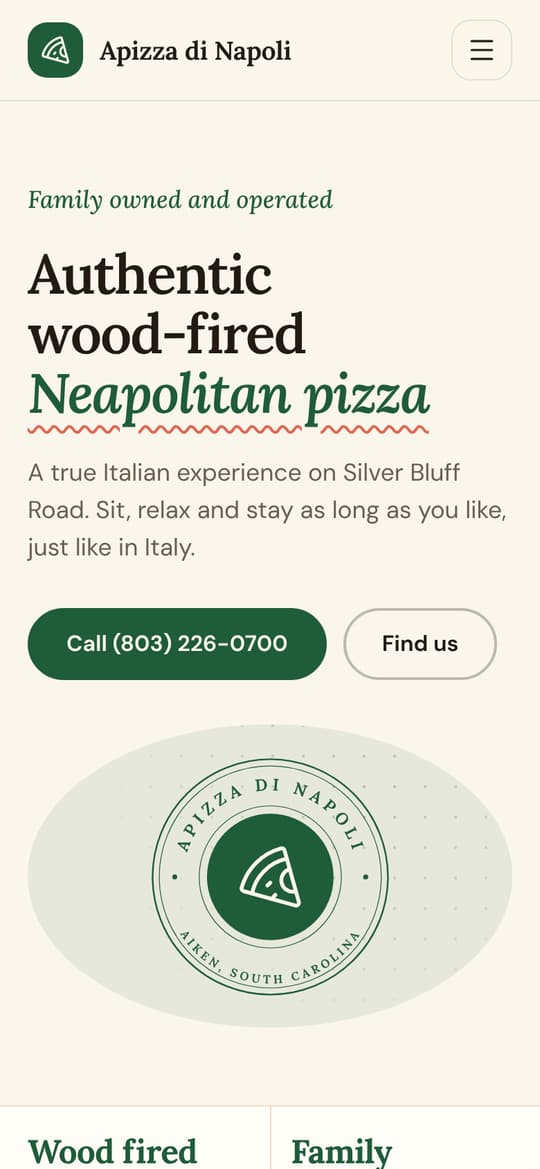 Apizza di Napoli
Family owned and operated
Authentic
wood-fired
Neapolitan pizza
A true Italian experience on Silver Bluff
Road. Sit, relax and stay as long as you like,
just like in Italy.
Call (803) 226-0700
Find us
APIZZA DI NAPOLI
AIKEN, SOUTH CAROLINA
Wood fired
Family